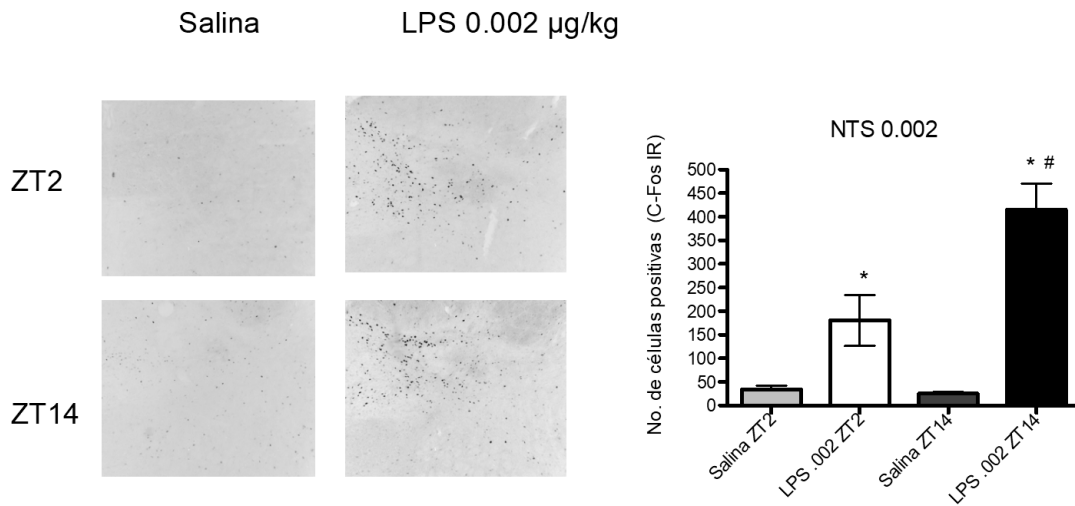 Salina LPS 0.002 µg/kg
ZT2
ZT14
NTS 0.002
No. de células positivas (C-Fos IR)
500
450
400
350
300
250
200
150
100
50
0
*
* #
Salina ZT2
LPS .002 ZT2
Salina ZT14
LPS .002 ZT14